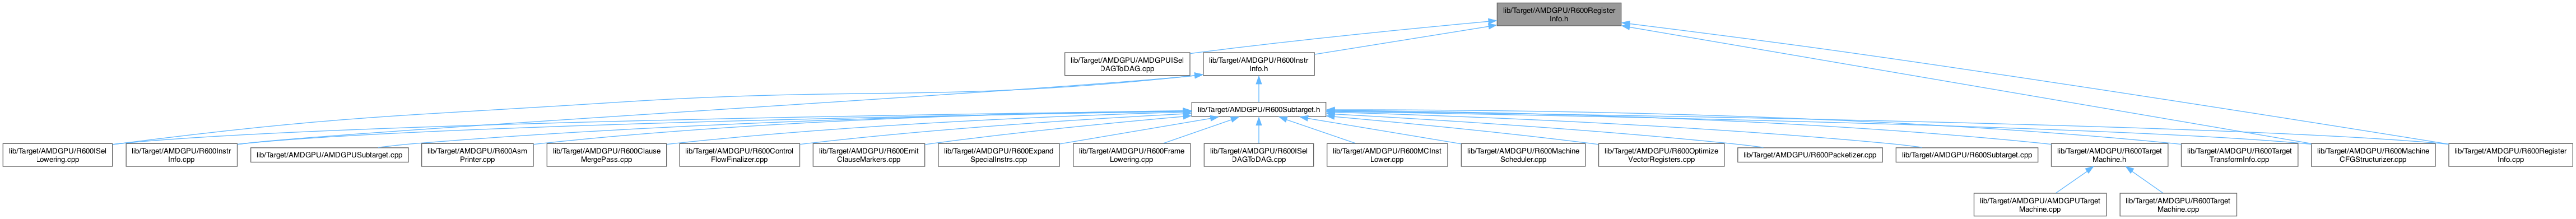 lib/Target/AMDGPU/R600Register
Info.h
lib/Target/AMDGPU/AMDGPUISel
DAGToDAG.cpp
lib/Target/AMDGPU/R600Instr
Info.h
lib/Target/AMDGPU/R600Subtarget.h
lib/Target/AMDGPU/R600ISel
Lowering.cpp
lib/Target/AMDGPU/R600Instr
Info.cpp
lib/Target/AMDGPU/AMDGPUSubtarget.cpp
lib/Target/AMDGPU/R600Asm
Printer.cpp
lib/Target/AMDGPU/R600Clause
MergePass.cpp
lib/Target/AMDGPU/R600Control
FlowFinalizer.cpp
lib/Target/AMDGPU/R600Emit
ClauseMarkers.cpp
lib/Target/AMDGPU/R600Expand
SpecialInstrs.cpp
lib/Target/AMDGPU/R600Frame
Lowering.cpp
lib/Target/AMDGPU/R600ISel
DAGToDAG.cpp
lib/Target/AMDGPU/R600MCInst
Lower.cpp
lib/Target/AMDGPU/R600Machine
Scheduler.cpp
lib/Target/AMDGPU/R600Optimize
VectorRegisters.cpp
lib/Target/AMDGPU/R600Packetizer.cpp
lib/Target/AMDGPU/R600Subtarget.cpp
lib/Target/AMDGPU/R600Target
Machine.h
lib/Target/AMDGPU/R600Target
TransformInfo.cpp
lib/Target/AMDGPU/R600Machine
CFGStructurizer.cpp
lib/Target/AMDGPU/R600Register
Info.cpp
lib/Target/AMDGPU/AMDGPUTarget
Machine.cpp
lib/Target/AMDGPU/R600Target
Machine.cpp